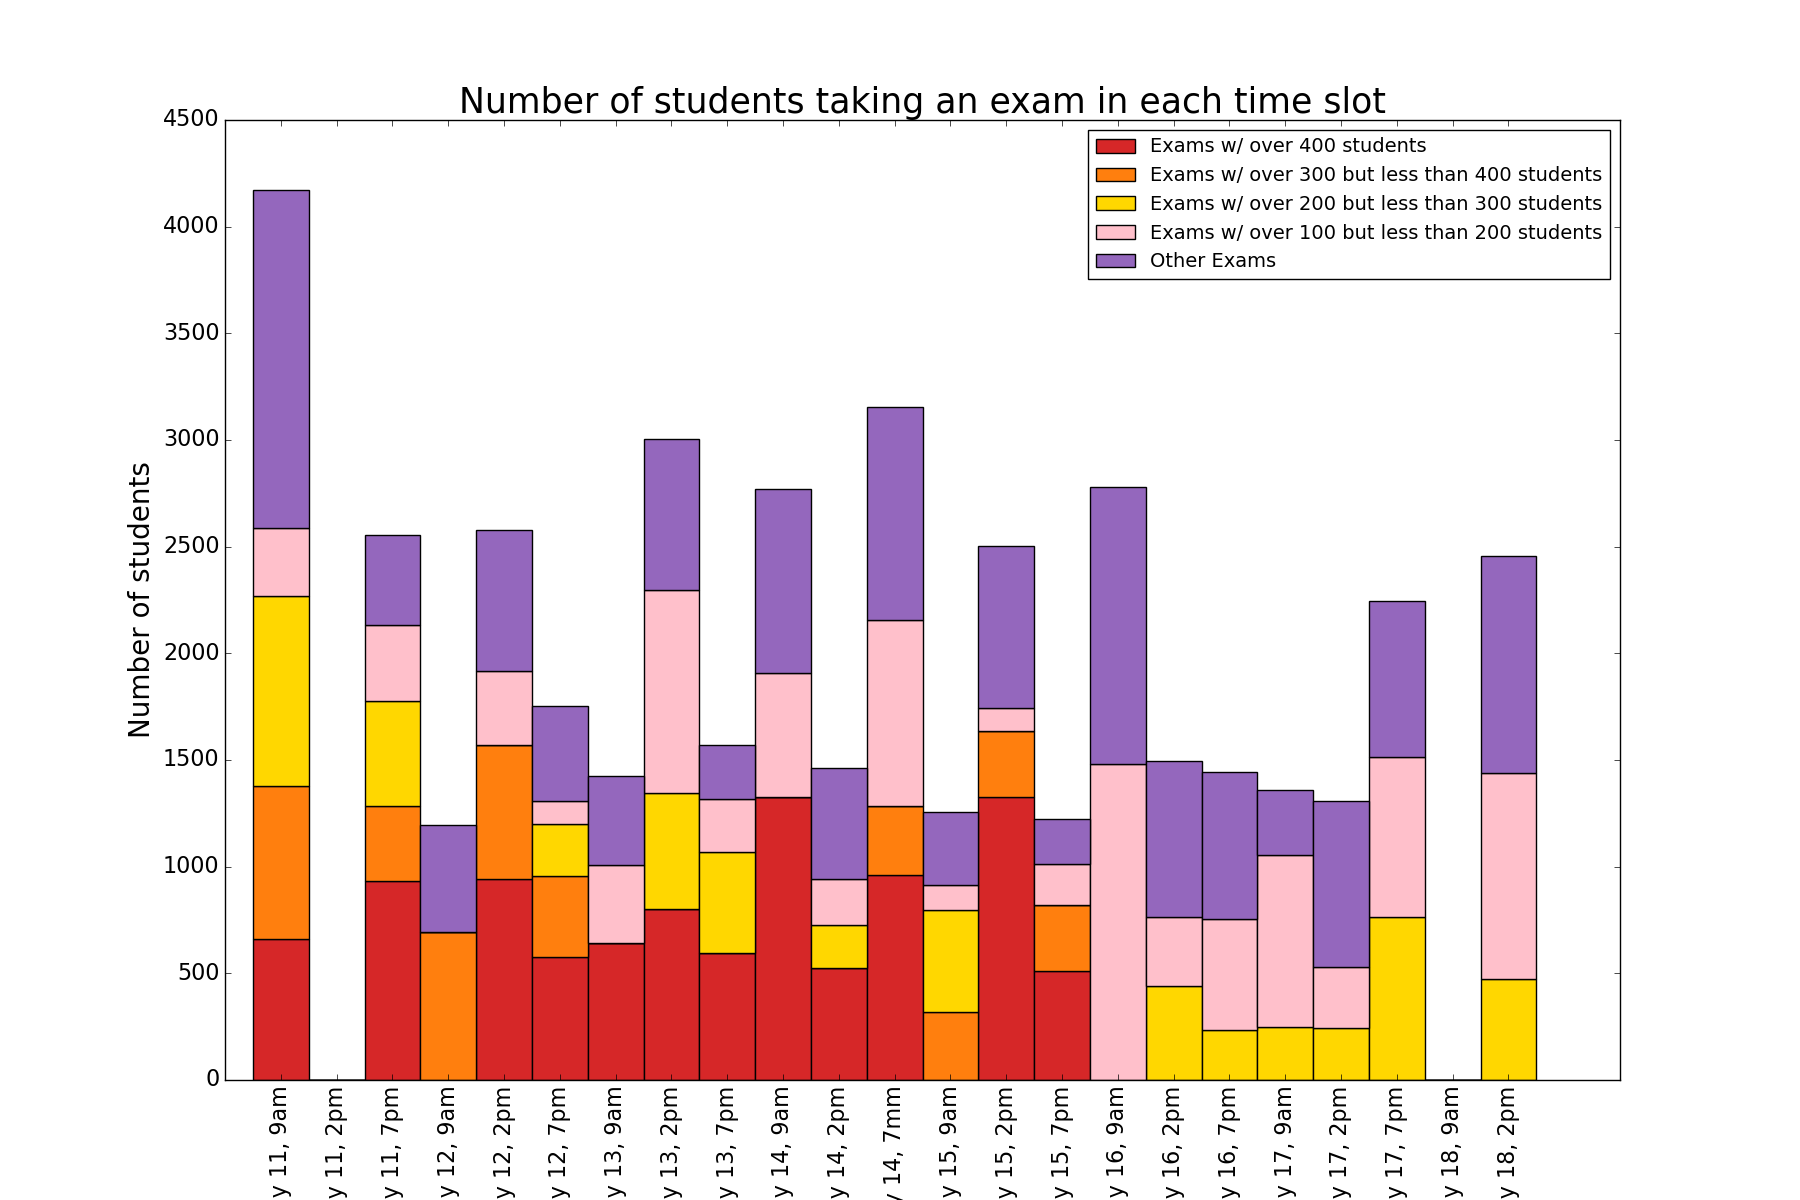 Number of students taking an exam in each time slot
4500
4000
3500
3000
2500
2000
1500
1000
500
0
Number of students
Exams w/ over 400 students
Exams w/ over 300 but less than 400 students
Exams w/ over 200 but less than 300 students
Exams w/ over 100 but less than 200 students
Other Exams
y 11, 9am
y 11, 2pm
y 11, 7pm
y 12, 9am
y 12, 2pm
y 12, 7pm
y 13, 9am
y 13, 2pm
y 13, 7pm
y 14, 9am
y 14, 2pm
y 14, 7mm
y 15, 9am
y 15, 2pm
y 15, 7pm
y 16, 9am
y 16, 2pm
y 16, 7pm
y 17, 9am
y 17, 2pm
y 17, 7pm
y 18, 9am
y 18, 2pm